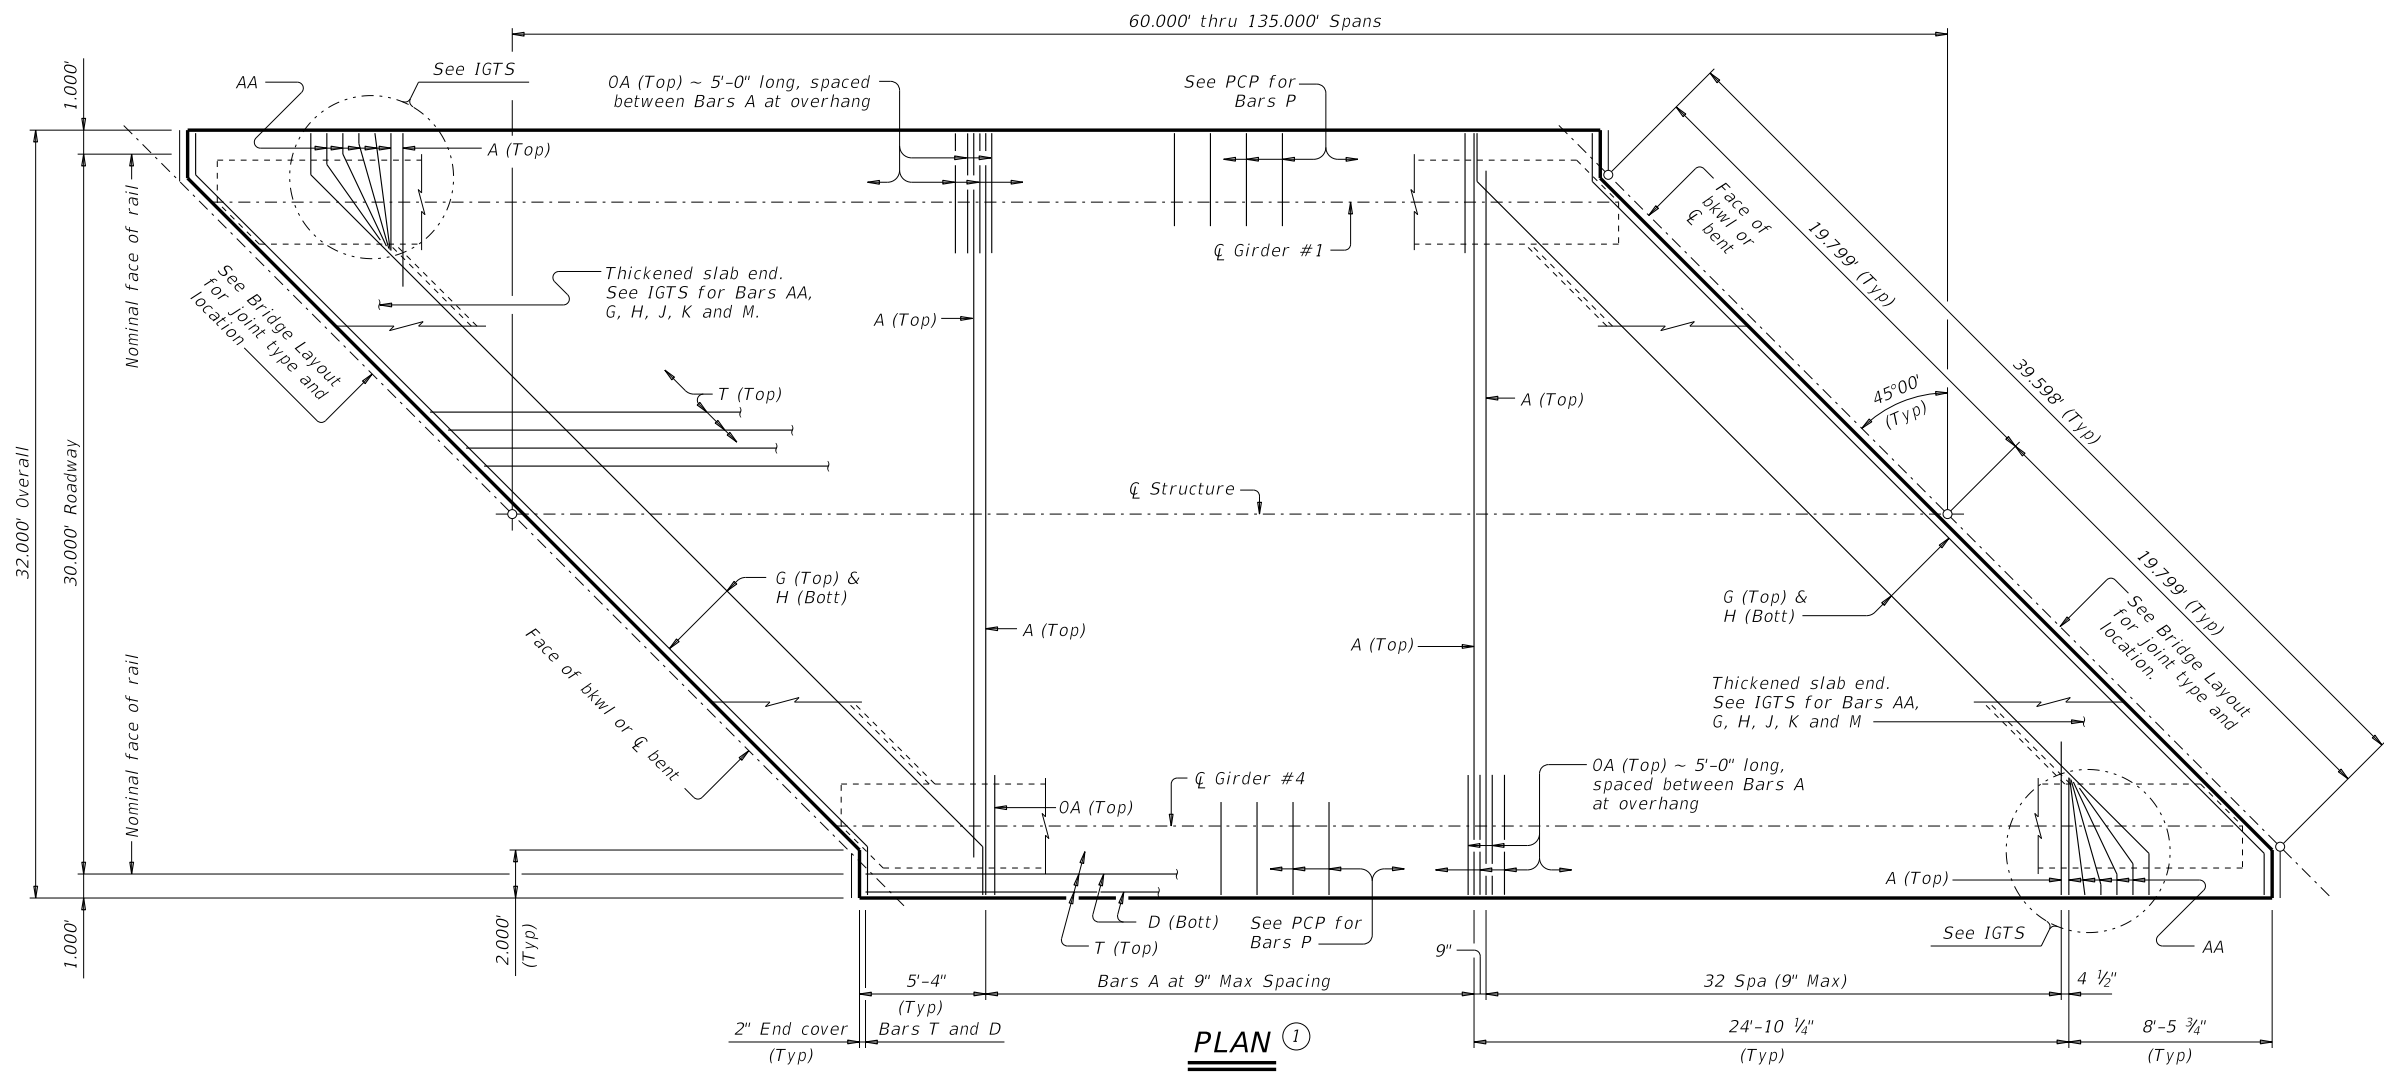 60.000' thru 135.000' Spans
1.000'
AA
See IGTS
OA (Top) ~ 5'-0" long, spaced
between Bars A at overhang
See PCP for
Bars P
A (Top)
Nominal face of rail
Face of
bkwl or
℄ bent
19.799' (Typ)
39.598' (Typ)
℄ Girder #1
Thickened slab end.
See IGTS for Bars AA,
G, H, J, K and M.
See Bridge Layout
for joint type and
location
A (Top)
T (Top)
A (Top)
45°00'
(Typ)
32.000' Overall
30.000' Roadway
℄ Structure
G (Top) &
H (Bott)
G (Top) &
H (Bott)
19.799' (Typ)
See Bridge Layout
for joint type and
location.
A (Top)
A (Top)
Face of bkwl or ℄ bent
Nominal face of rail
Thickened slab end.
See IGTS for Bars AA,
G, H, J, K and M
℄ Girder #4
OA (Top) ~ 5'-0" long,
spaced between Bars A
at overhang
OA (Top)
A (Top)
D (Bott)
T (Top)
See PCP for
Bars P
See IGTS
AA
1.000'
2.000'
(Typ)
9"
5'-4"
(Typ)
Bars A at 9" Max Spacing
32 Spa (9" Max)
4 ½"
2" End cover
(Typ)
Bars T and D
24'-10 ¼"
(Typ)
8'-5 ¾"
(Typ)
PLAN 1